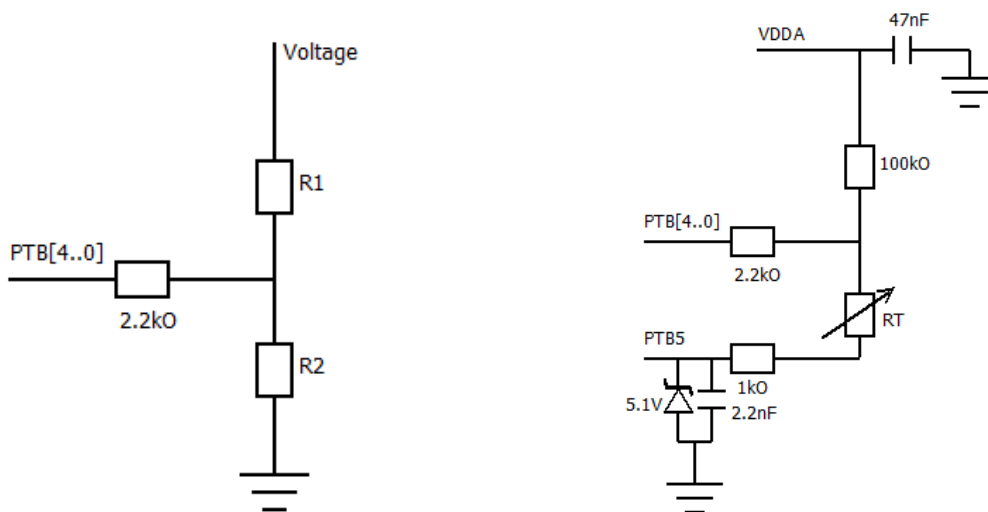 Voltage
R1
PTB[4..0]
2.2kO
R2
47nF
VDDA
100kO
PTB[4..0]
2.2kO
RT
PTB5
1kO
5.1V
2.2nF